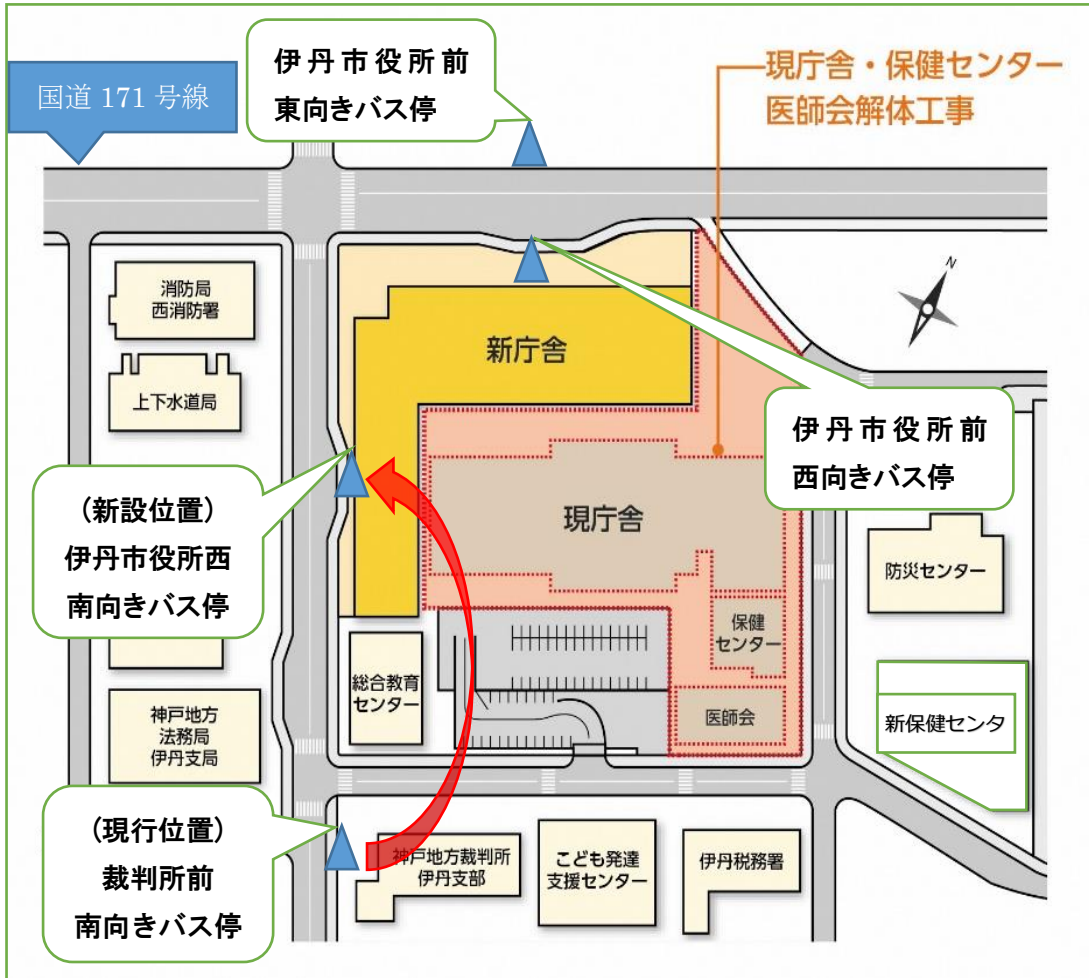 伊丹市役所前
東向きバス停
国道 171 号線
現庁舎・保健センター
医師会解体工事
N
消防局
西消防署
上下水道局
新庁舎
伊丹市役所前
西向きバス停
(新設位置)
伊丹市役所西
南向きバス停
現庁舎
防災センター
保健
センター
総合教育
センター
医師会
新保健センタ
神戸地方
法務局
伊丹支局
(現行位置)
裁判所前
南向きバス停
神戸地方裁判所
伊丹支部
こども発達
支援センター
伊丹税務署